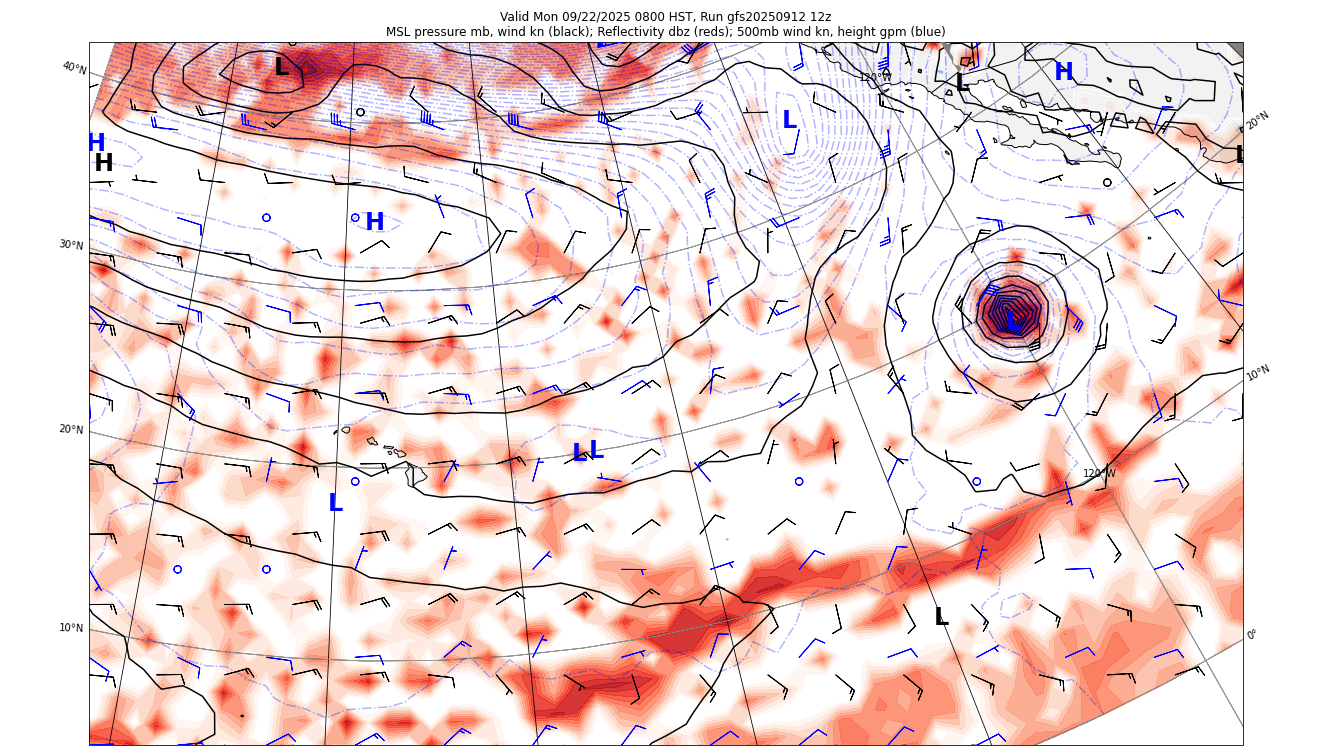 Valid Mon 09/22/2025 0800 HST, Run gfs20250912 12z
MSL pressure mb, wind kn (black); Reflectivity dbz (reds); 500mb wind kn, height gpm (blue)
40°N
L
120°W
L
H
L
20°N
H
H
L
H
30°N
L
10°N
20°N
L L
120°W
L
L
10°N
0°